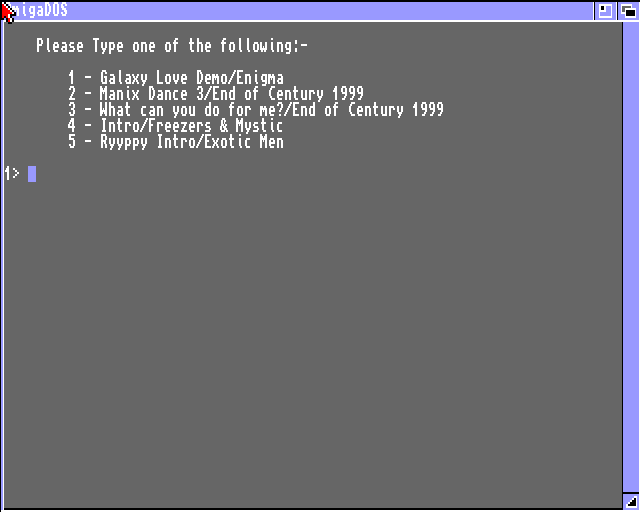 migaDOS
Please Type one of the following:-
1 - Galaxy Love Demo/Enigma
2 - Manix Dance 3/End of Century 1999
3 - What can you do for me?/End of Century 1999
4 - Intro/Freezers & Mystic
5 - Ryyppy Intro/Exotic Men
1>